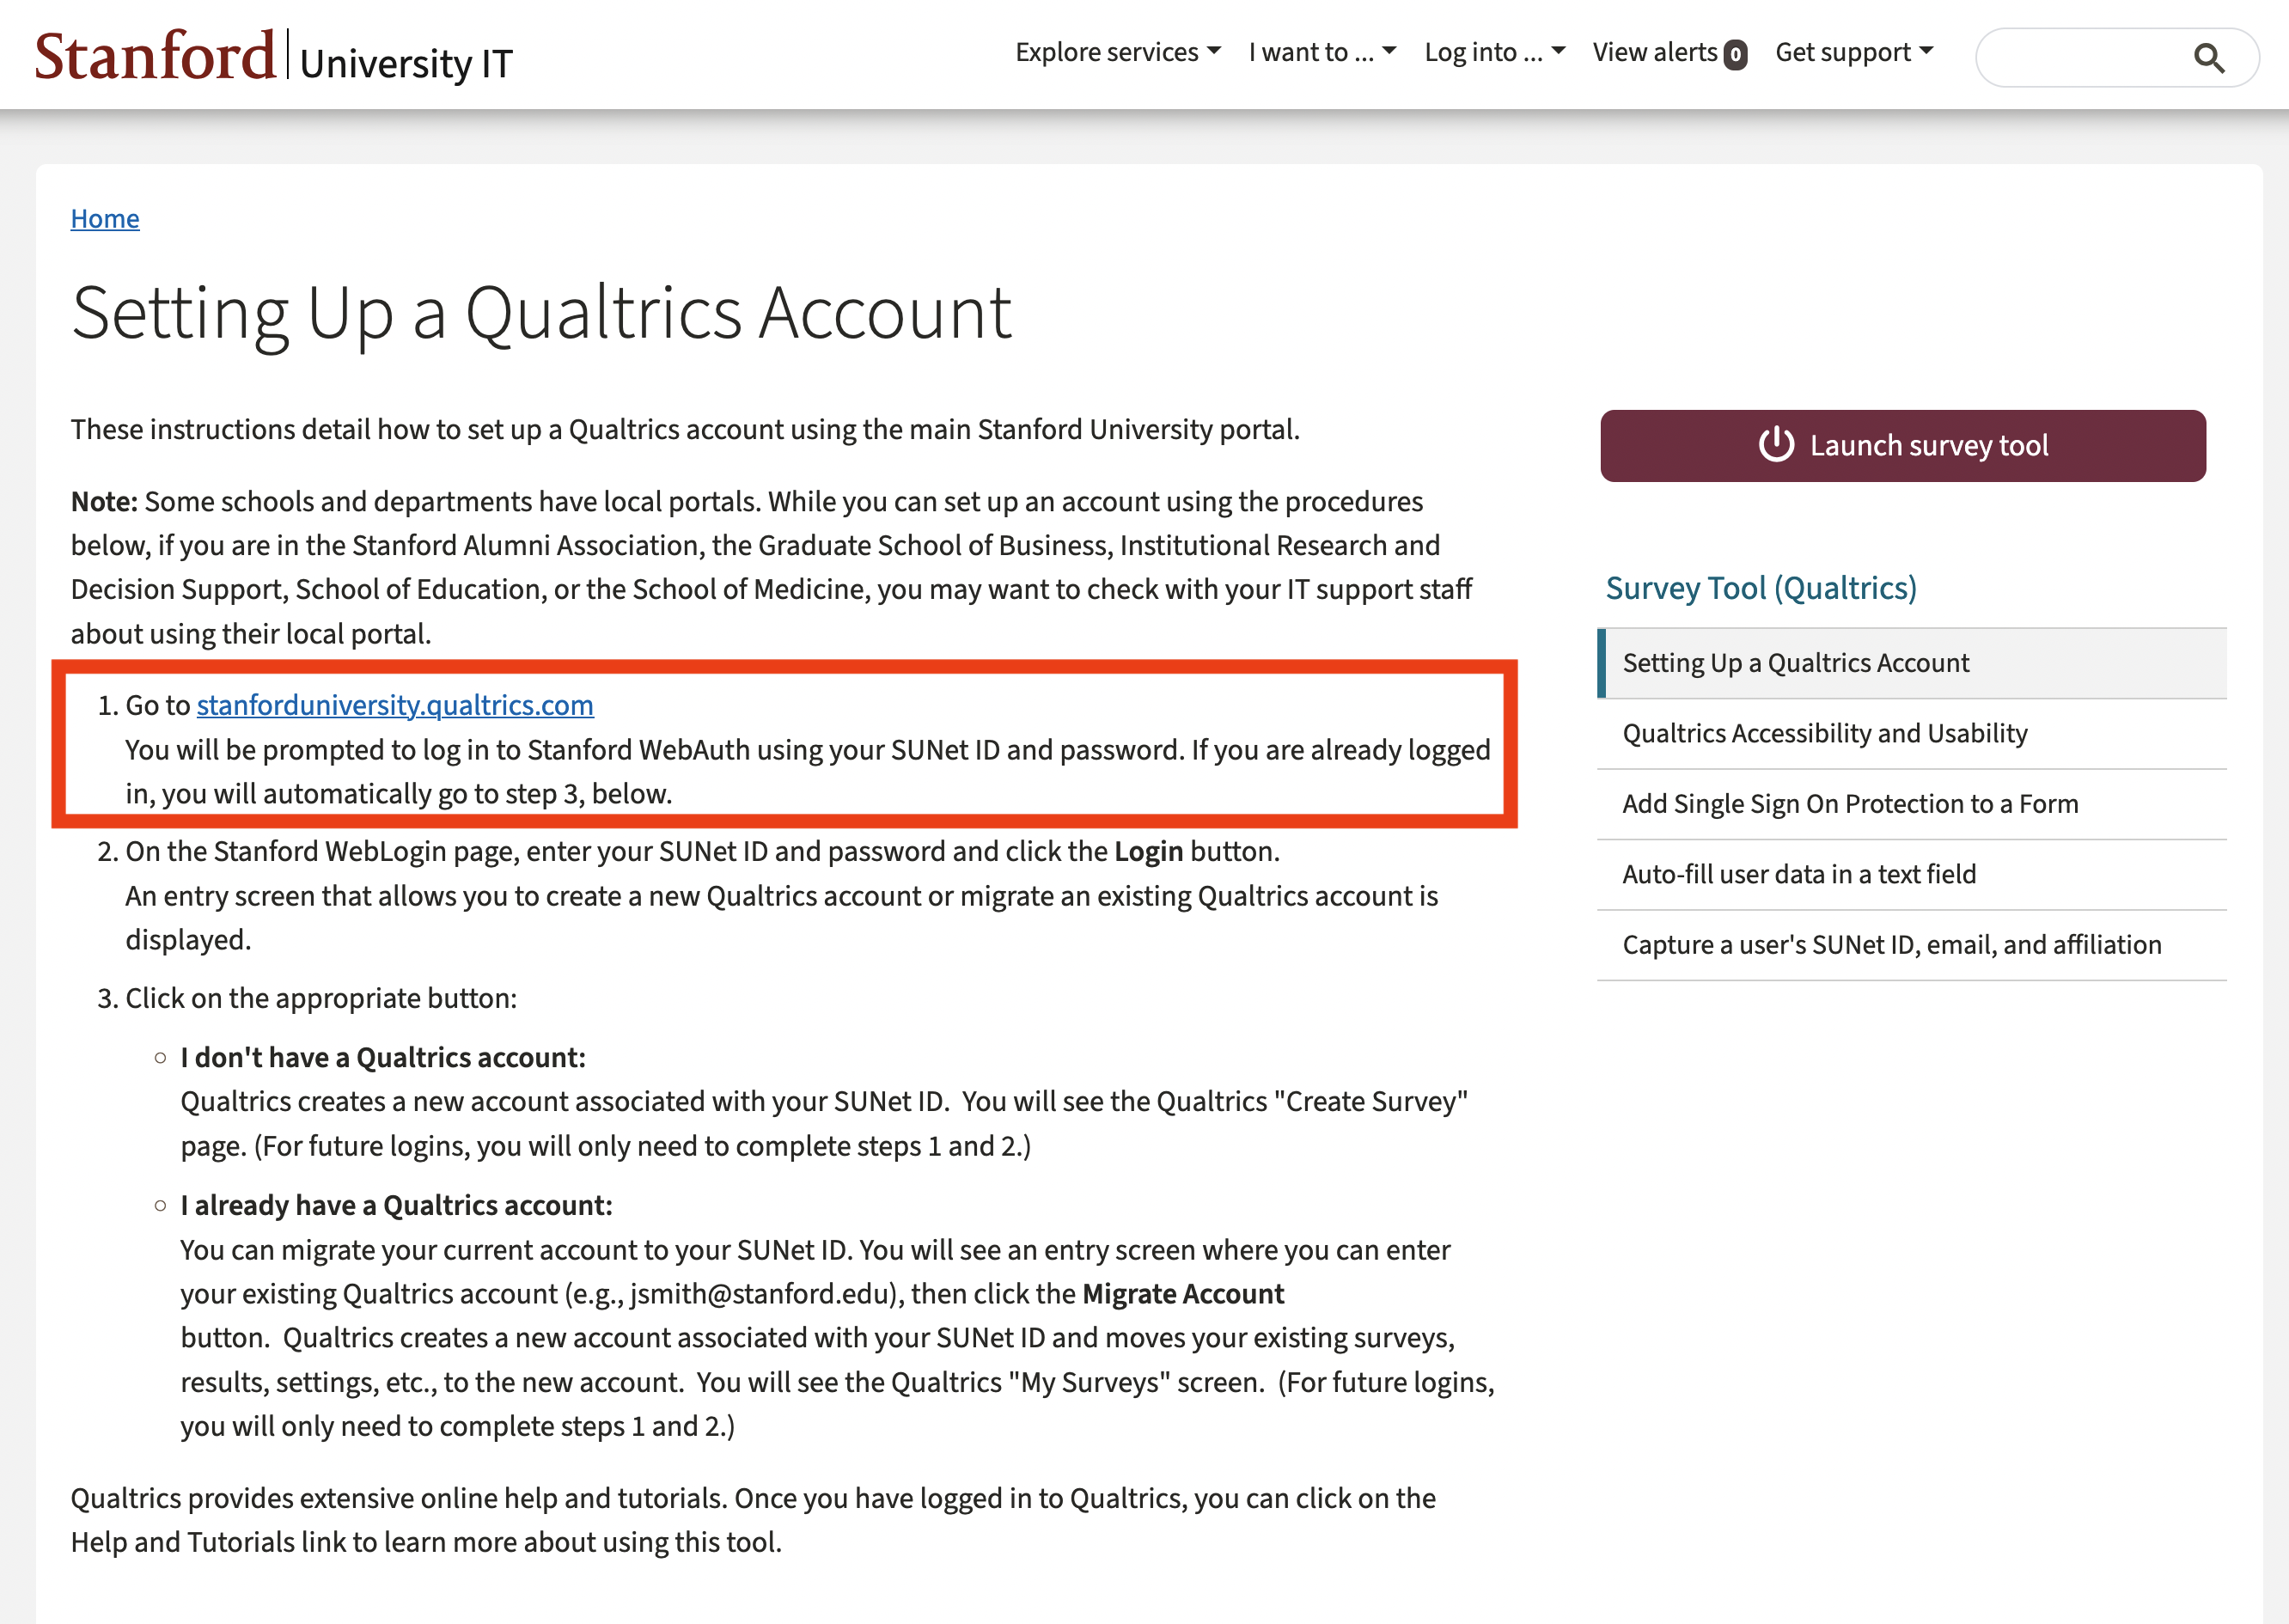 Stanford University IT
Explore services I want to ... Log into ... View alerts 0 Get support
Home
Setting Up a Qualtrics Account
These instructions detail how to set up a Qualtrics account using the main Stanford University portal.
Note: Some schools and departments have local portals. While you can set up an account using the procedures
below, if you are in the Stanford Alumni Association, the Graduate School of Business, Institutional Research and
Decision Support, School of Education, or the School of Medicine, you may want to check with your IT support staff
about using their local portal.
1. Go to stanforduniversity.qualtrics.com
You will be prompted to log in to Stanford WebAuth using your SUNet ID and password. If you are already logged
in, you will automatically go to step 3, below.
2. On the Stanford WebLogin page, enter your SUNet ID and password and click the Login button.
An entry screen that allows you to create a new Qualtrics account or migrate an existing Qualtrics account is
displayed.
3. Click on the appropriate button:
I don't have a Qualtrics account:
Qualtrics creates a new account associated with your SUNet ID.  You will see the Qualtrics "Create Survey"
page. (For future logins, you will only need to complete steps 1 and 2.)
I already have a Qualtrics account:
You can migrate your current account to your SUNet ID. You will see an entry screen where you can enter
your existing Qualtrics account (e.g., jsmith@stanford.edu), then click the Migrate Account
button.  Qualtrics creates a new account associated with your SUNet ID and moves your existing surveys,
results, settings, etc., to the new account.  You will see the Qualtrics "My Surveys" screen.  (For future logins,
you will only need to complete steps 1 and 2.)
Qualtrics provides extensive online help and tutorials. Once you have logged in to Qualtrics, you can click on the
Help and Tutorials link to learn more about using this tool.
Launch survey tool
Survey Tool (Qualtrics)
Setting Up a Qualtrics Account
Qualtrics Accessibility and Usability
Add Single Sign On Protection to a Form
Auto-fill user data in a text field
Capture a user's SUNet ID, email, and affiliation